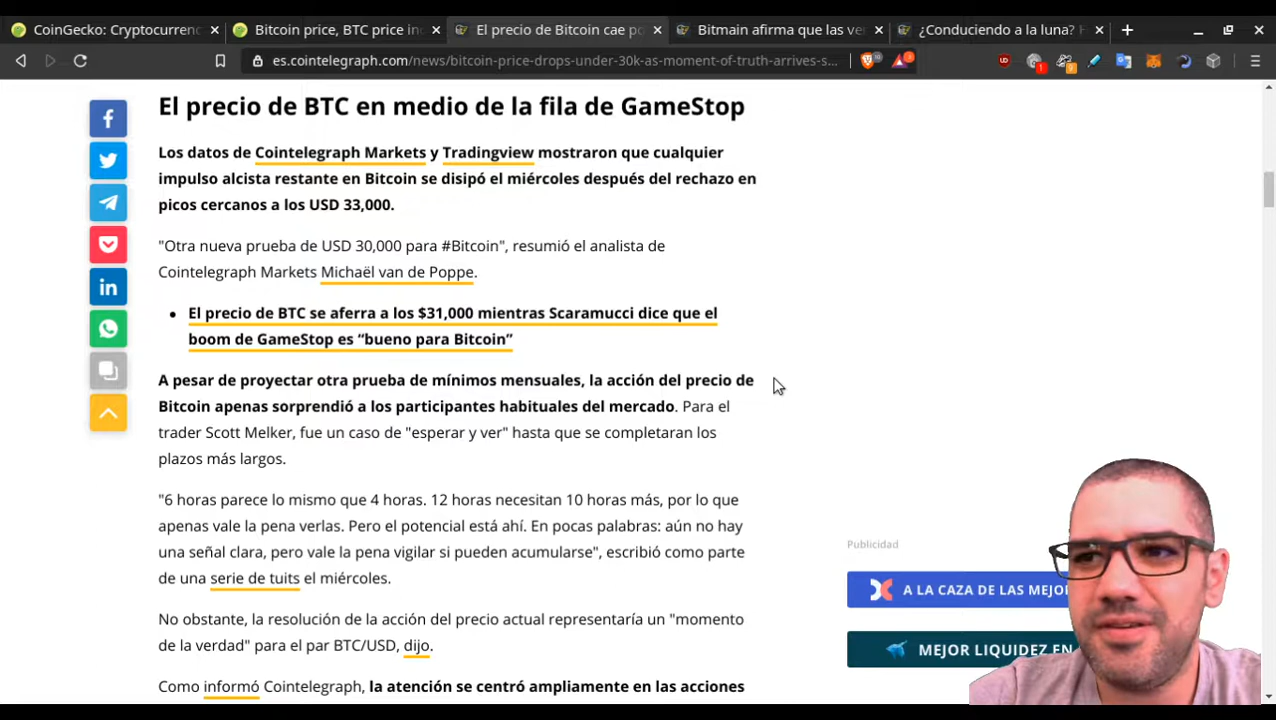 CoinGecko: Cryptocurrenc
Bitcoin price, BTC price in
El precio de Bitcoin cae po
Bitmain afirma que las ve
¿Conduciendo a la luna? H
es.cointelegraph.com/news/bitcoin-price-drops-under-30k-as-moment-of-truth-arrives-s...
El precio de BTC en medio de la fila de GameStop
Los datos de Cointelegraph Markets y Tradingview mostraron que cualquier
impulso alcista restante en Bitcoin se disipó el miércoles después del rechazo en
picos cercanos a los USD 33,000.
"Otra nueva prueba de USD 30,000 para #Bitcoin", resumió el analista de
Cointelegraph Markets Michaël van de Poppe.
El precio de BTC se aferra a los $31,000 mientras Scaramucci dice que el
boom de GameStop es “bueno para Bitcoin”
A pesar de proyectar otra prueba de mínimos mensuales, la acción del precio de
Bitcoin apenas sorprendió a los participantes habituales del mercado. Para el
trader Scott Melker, fue un caso de "esperar y ver" hasta que se completaran los
plazos más largos.
"6 horas parece lo mismo que 4 horas. 12 horas necesitan 10 horas más, por lo que
apenas vale la pena verlas. Pero el potencial está ahí. En pocas palabras: aún no hay
una señal clara, pero vale la pena vigilar si pueden acumularse", escribió como parte
de una serie de tuits el miércoles.
No obstante, la resolución de la acción del precio actual representaría un "momento
de la verdad" para el par BTC/USD, dijo.
Como informó Cointelegraph, la atención se centró ampliamente en las acciones
Publicidad
A LA CAZA DE LAS MEJOR
MEJOR LIQUIDEZ EN